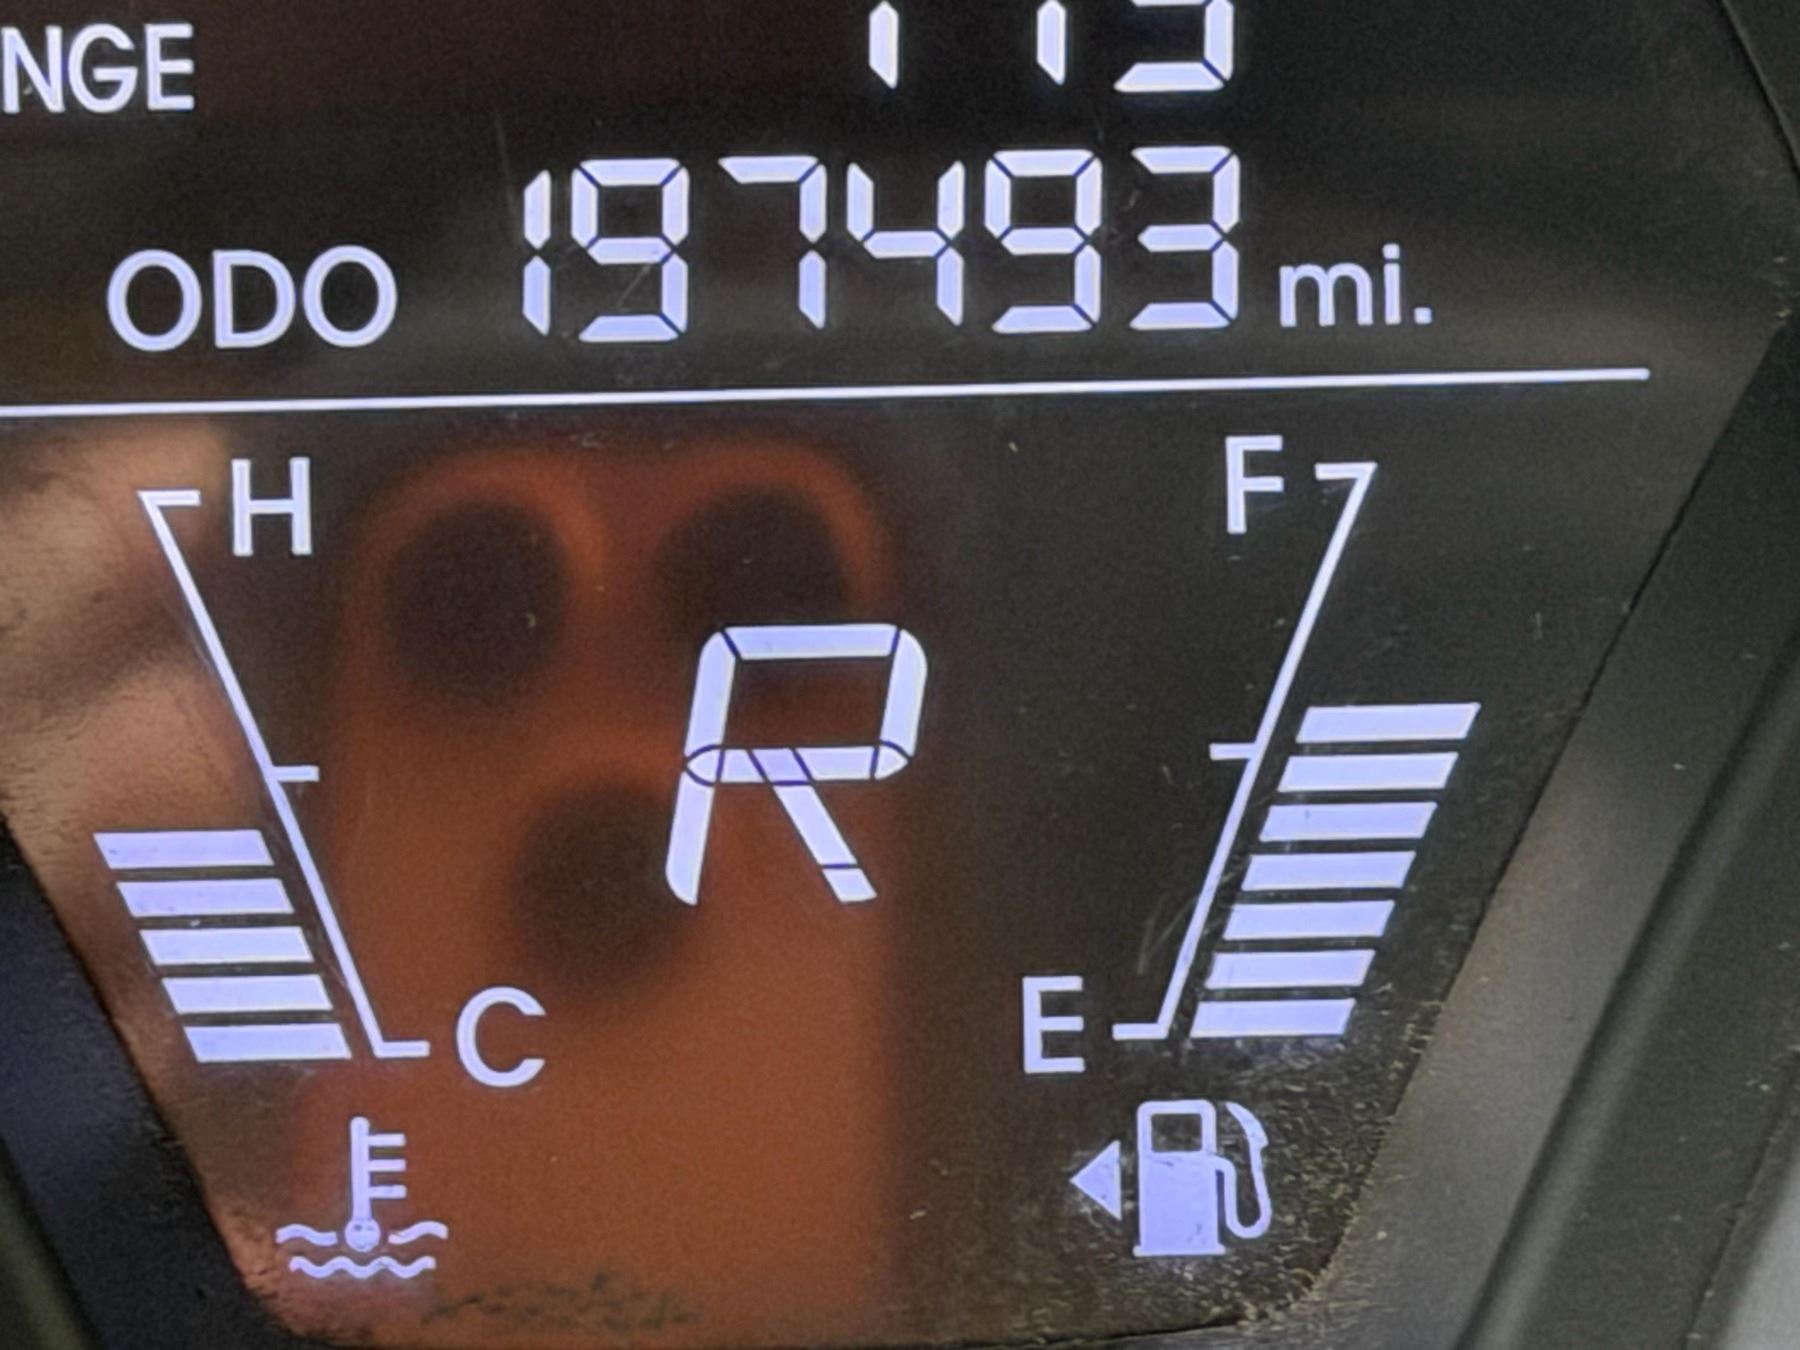 NGE
ODO 197493 mi.
H F
R
C E